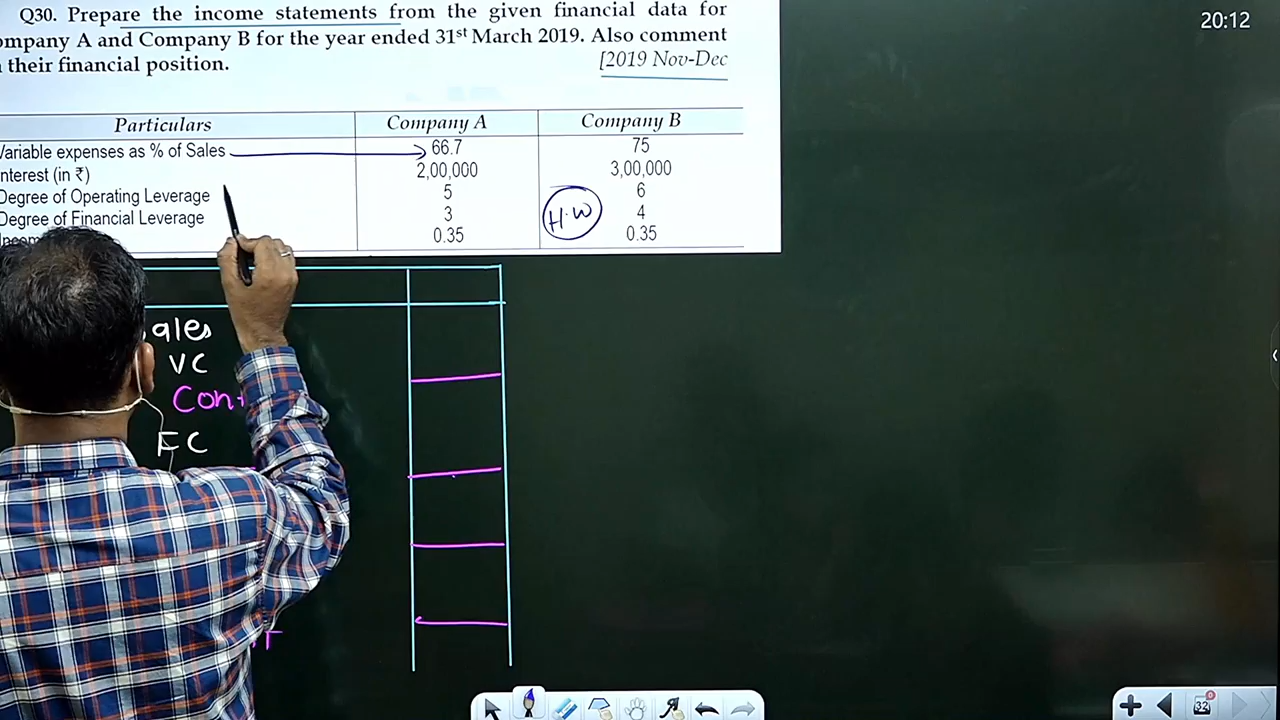 20:12
Q30. Prepare the income statements from the given financial data for
ompany A and Company B for the year ended 31st March 2019. Also comment
their financial position. [2019 Nov-Dec
Particulars Company A Company B
Variable expenses as % of Sales 66.7 75
nterest (in ₹) 2,00,000 3,00,000
Degree of Operating Leverage 5 6
Degree of Financial Leverage 3 4
H.W
0.35 0.35
ales
VC
Cont
FC
32